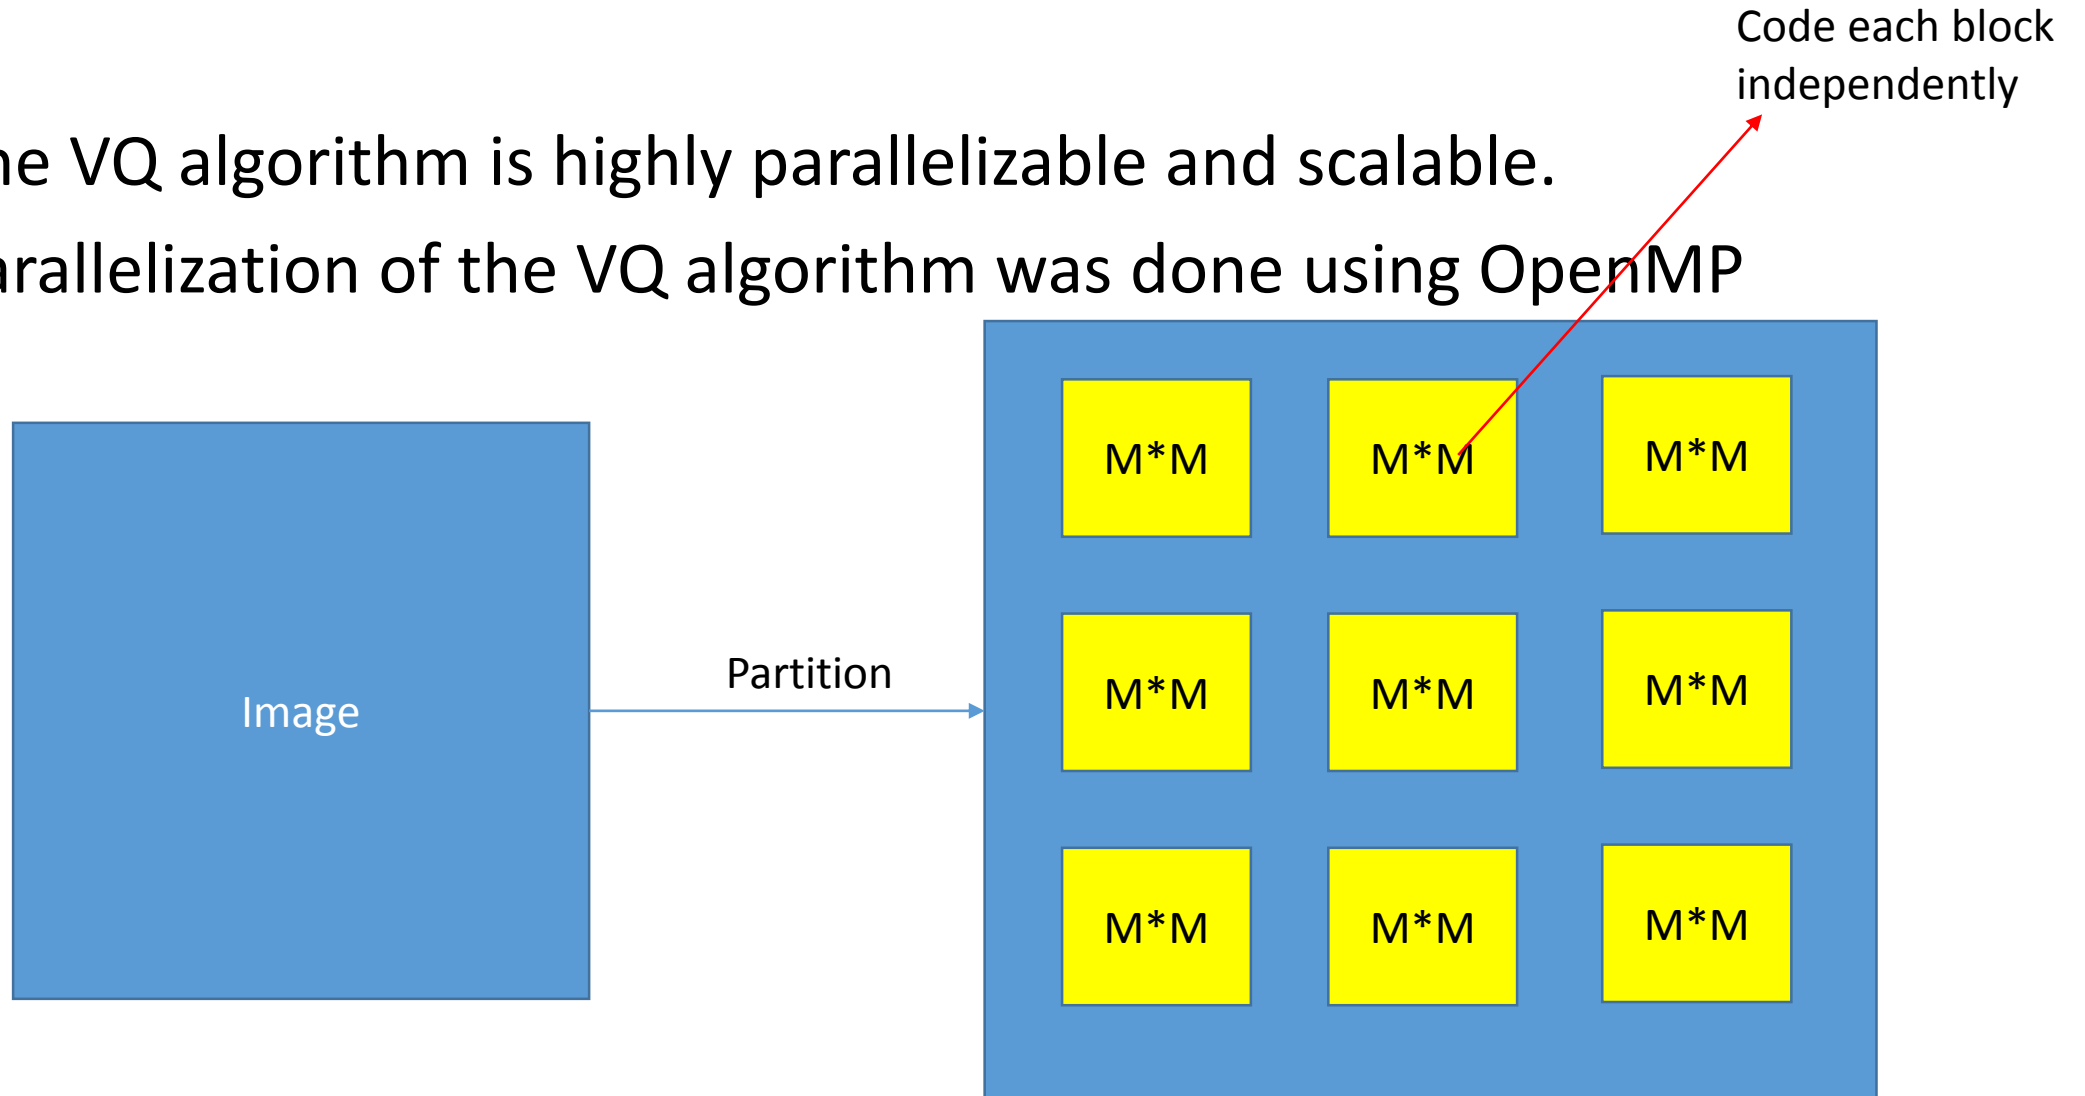 Code each block
independently
he VQ algorithm is highly parallelizable and scalable.
arallelization of the VQ algorithm was done using OpenMP
M*M M*M M*M
Image
Partition
M*M M*M M*M
M*M M*M M*M